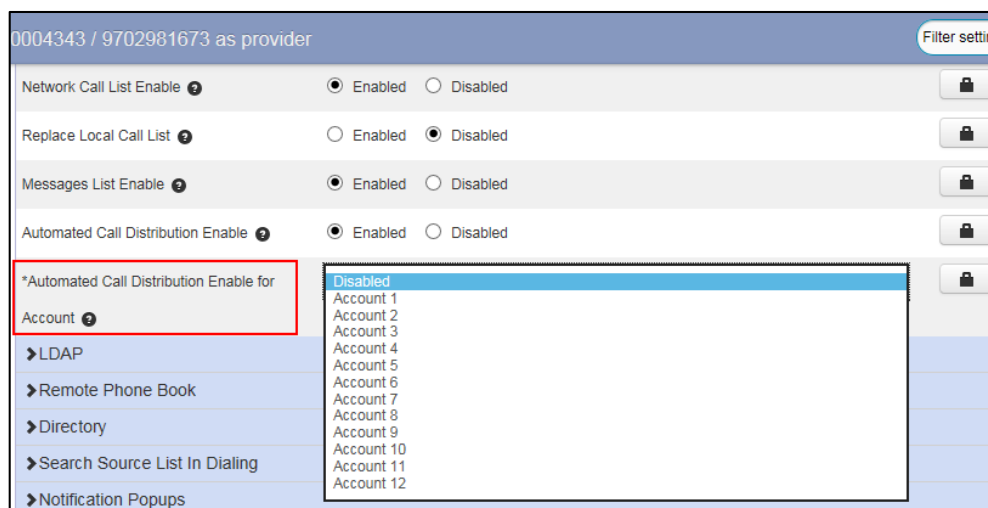 0004343 / 9702981673 as provider
Filter setti
Network Call List Enable ? Enabled Disabled
Replace Local Call List ? Enabled Disabled
Messages List Enable ? Enabled Disabled
Automated Call Distribution Enable ? Enabled Disabled
*Automated Call Distribution Enable for
Account ?
Disabled
Account 1
Account 2
Account 3
Account 4
Account 5
Account 6
Account 7
Account 8
Account 9
Account 10
Account 11
Account 12
LDAP
Remote Phone Book
Directory
Search Source List In Dialing
Notification Popups